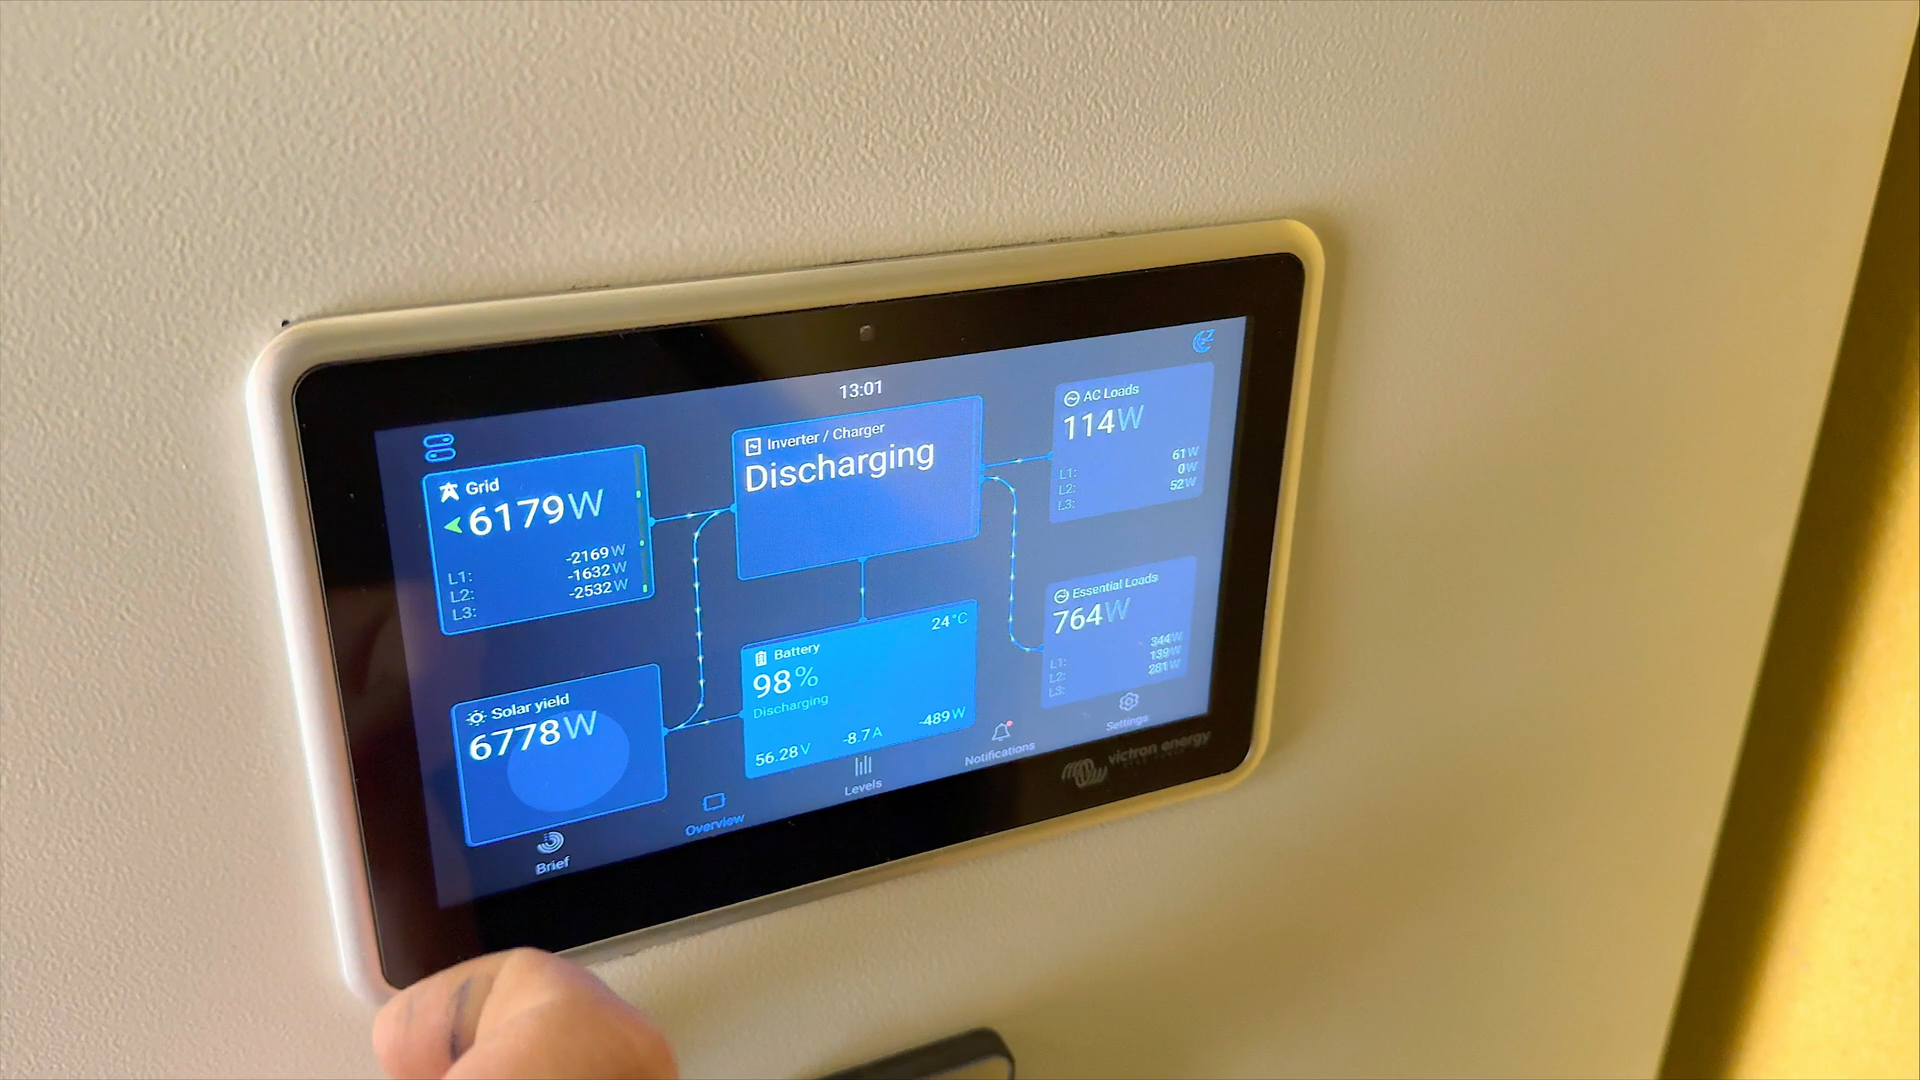 13:01
Grid
6179W
L1: -2169W
L2: -1632W
L3: -2532W
Inverter / Charger
Discharging
AC Loads
114W
L1: 61W
L2: 0W
L3: 52W
Solar yield
6778W
Battery
24°C
98%
Discharging
56.28V -8.7A -489W
Essential Loads
764W
L1: 344W
L2: 139W
L3: 281W
Brief
Overview
Levels
Notifications
Settings
victron energy